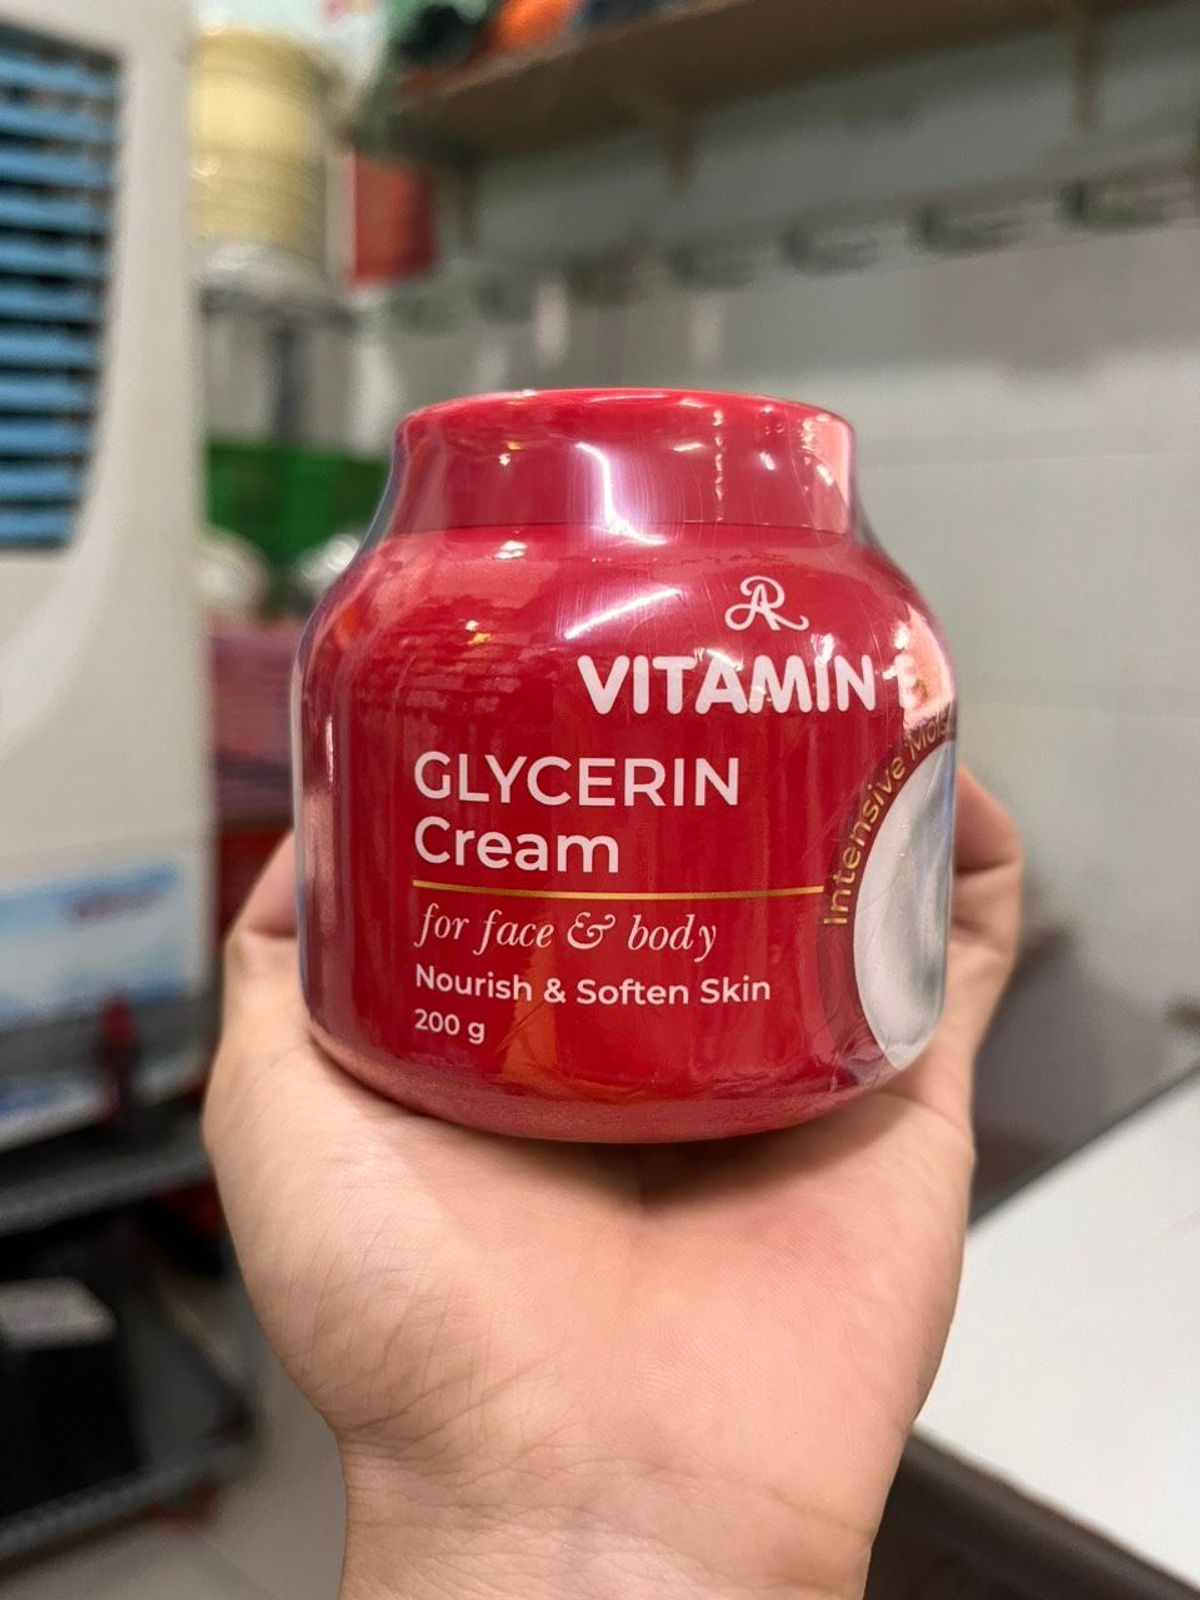 AR
VITAMIN E
GLYCERIN
Cream
for face & body
Nourish & Soften Skin
200 g
Intensive